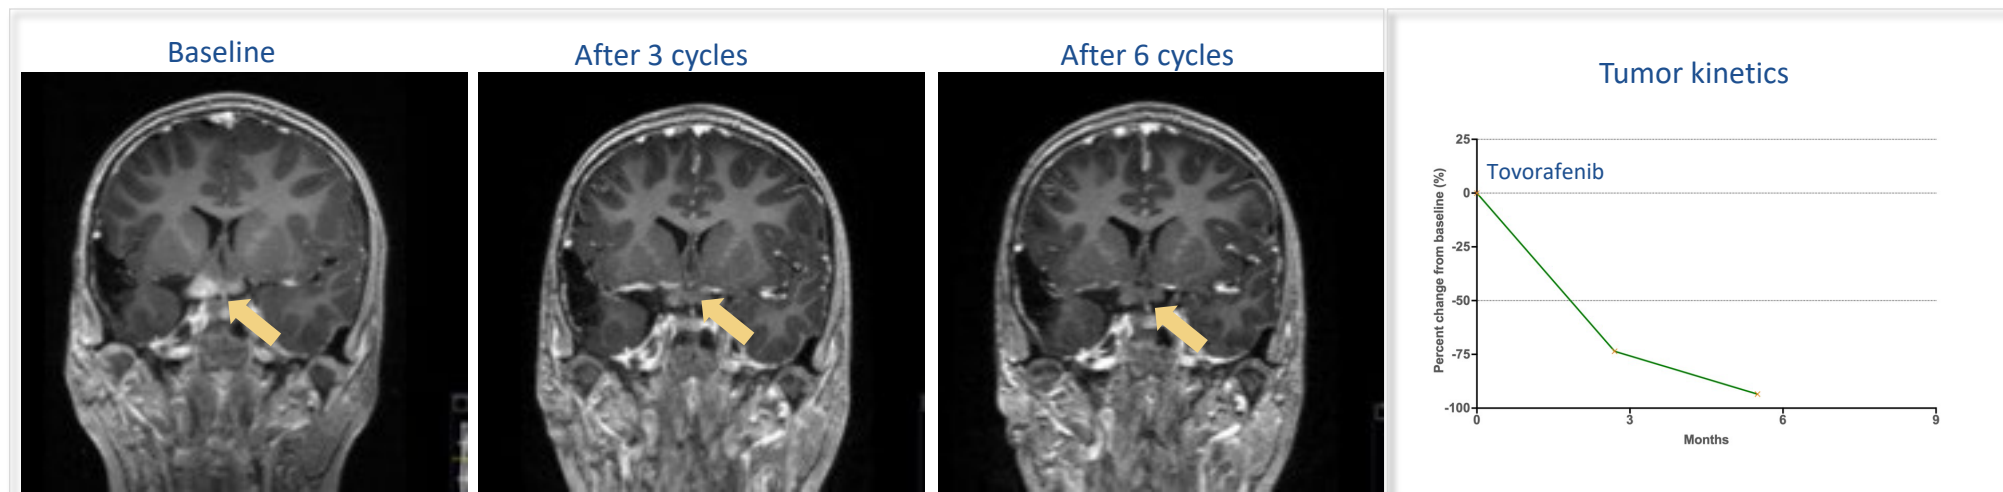 Baseline
After 3 cycles
After 6 cycles
Tumor kinetics
Percent change from baseline (%)
25
0
-25
-50
-75
-100
Tovorafenib
0
3
6
9
Months